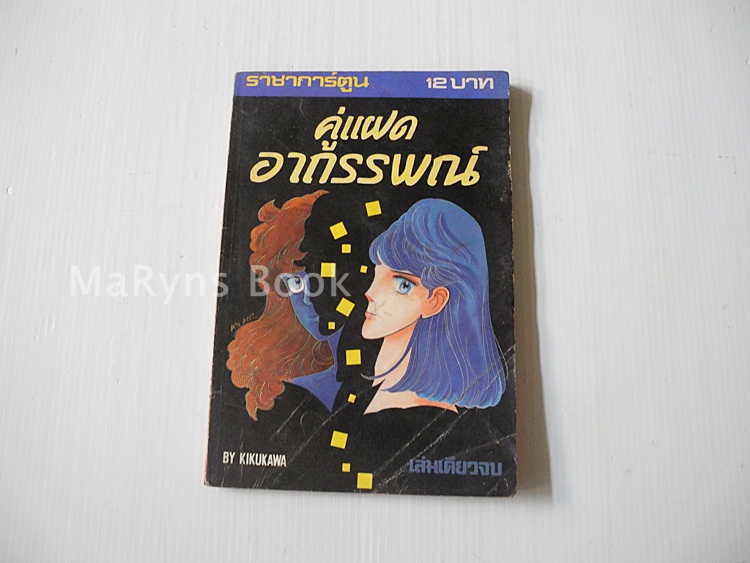 ราชาการ์ตูน 12 บาท
คู่แฝด
อาถรรพณ์
MaRyns Book
BY KIKUKAWA
เล่มเดียวจบ